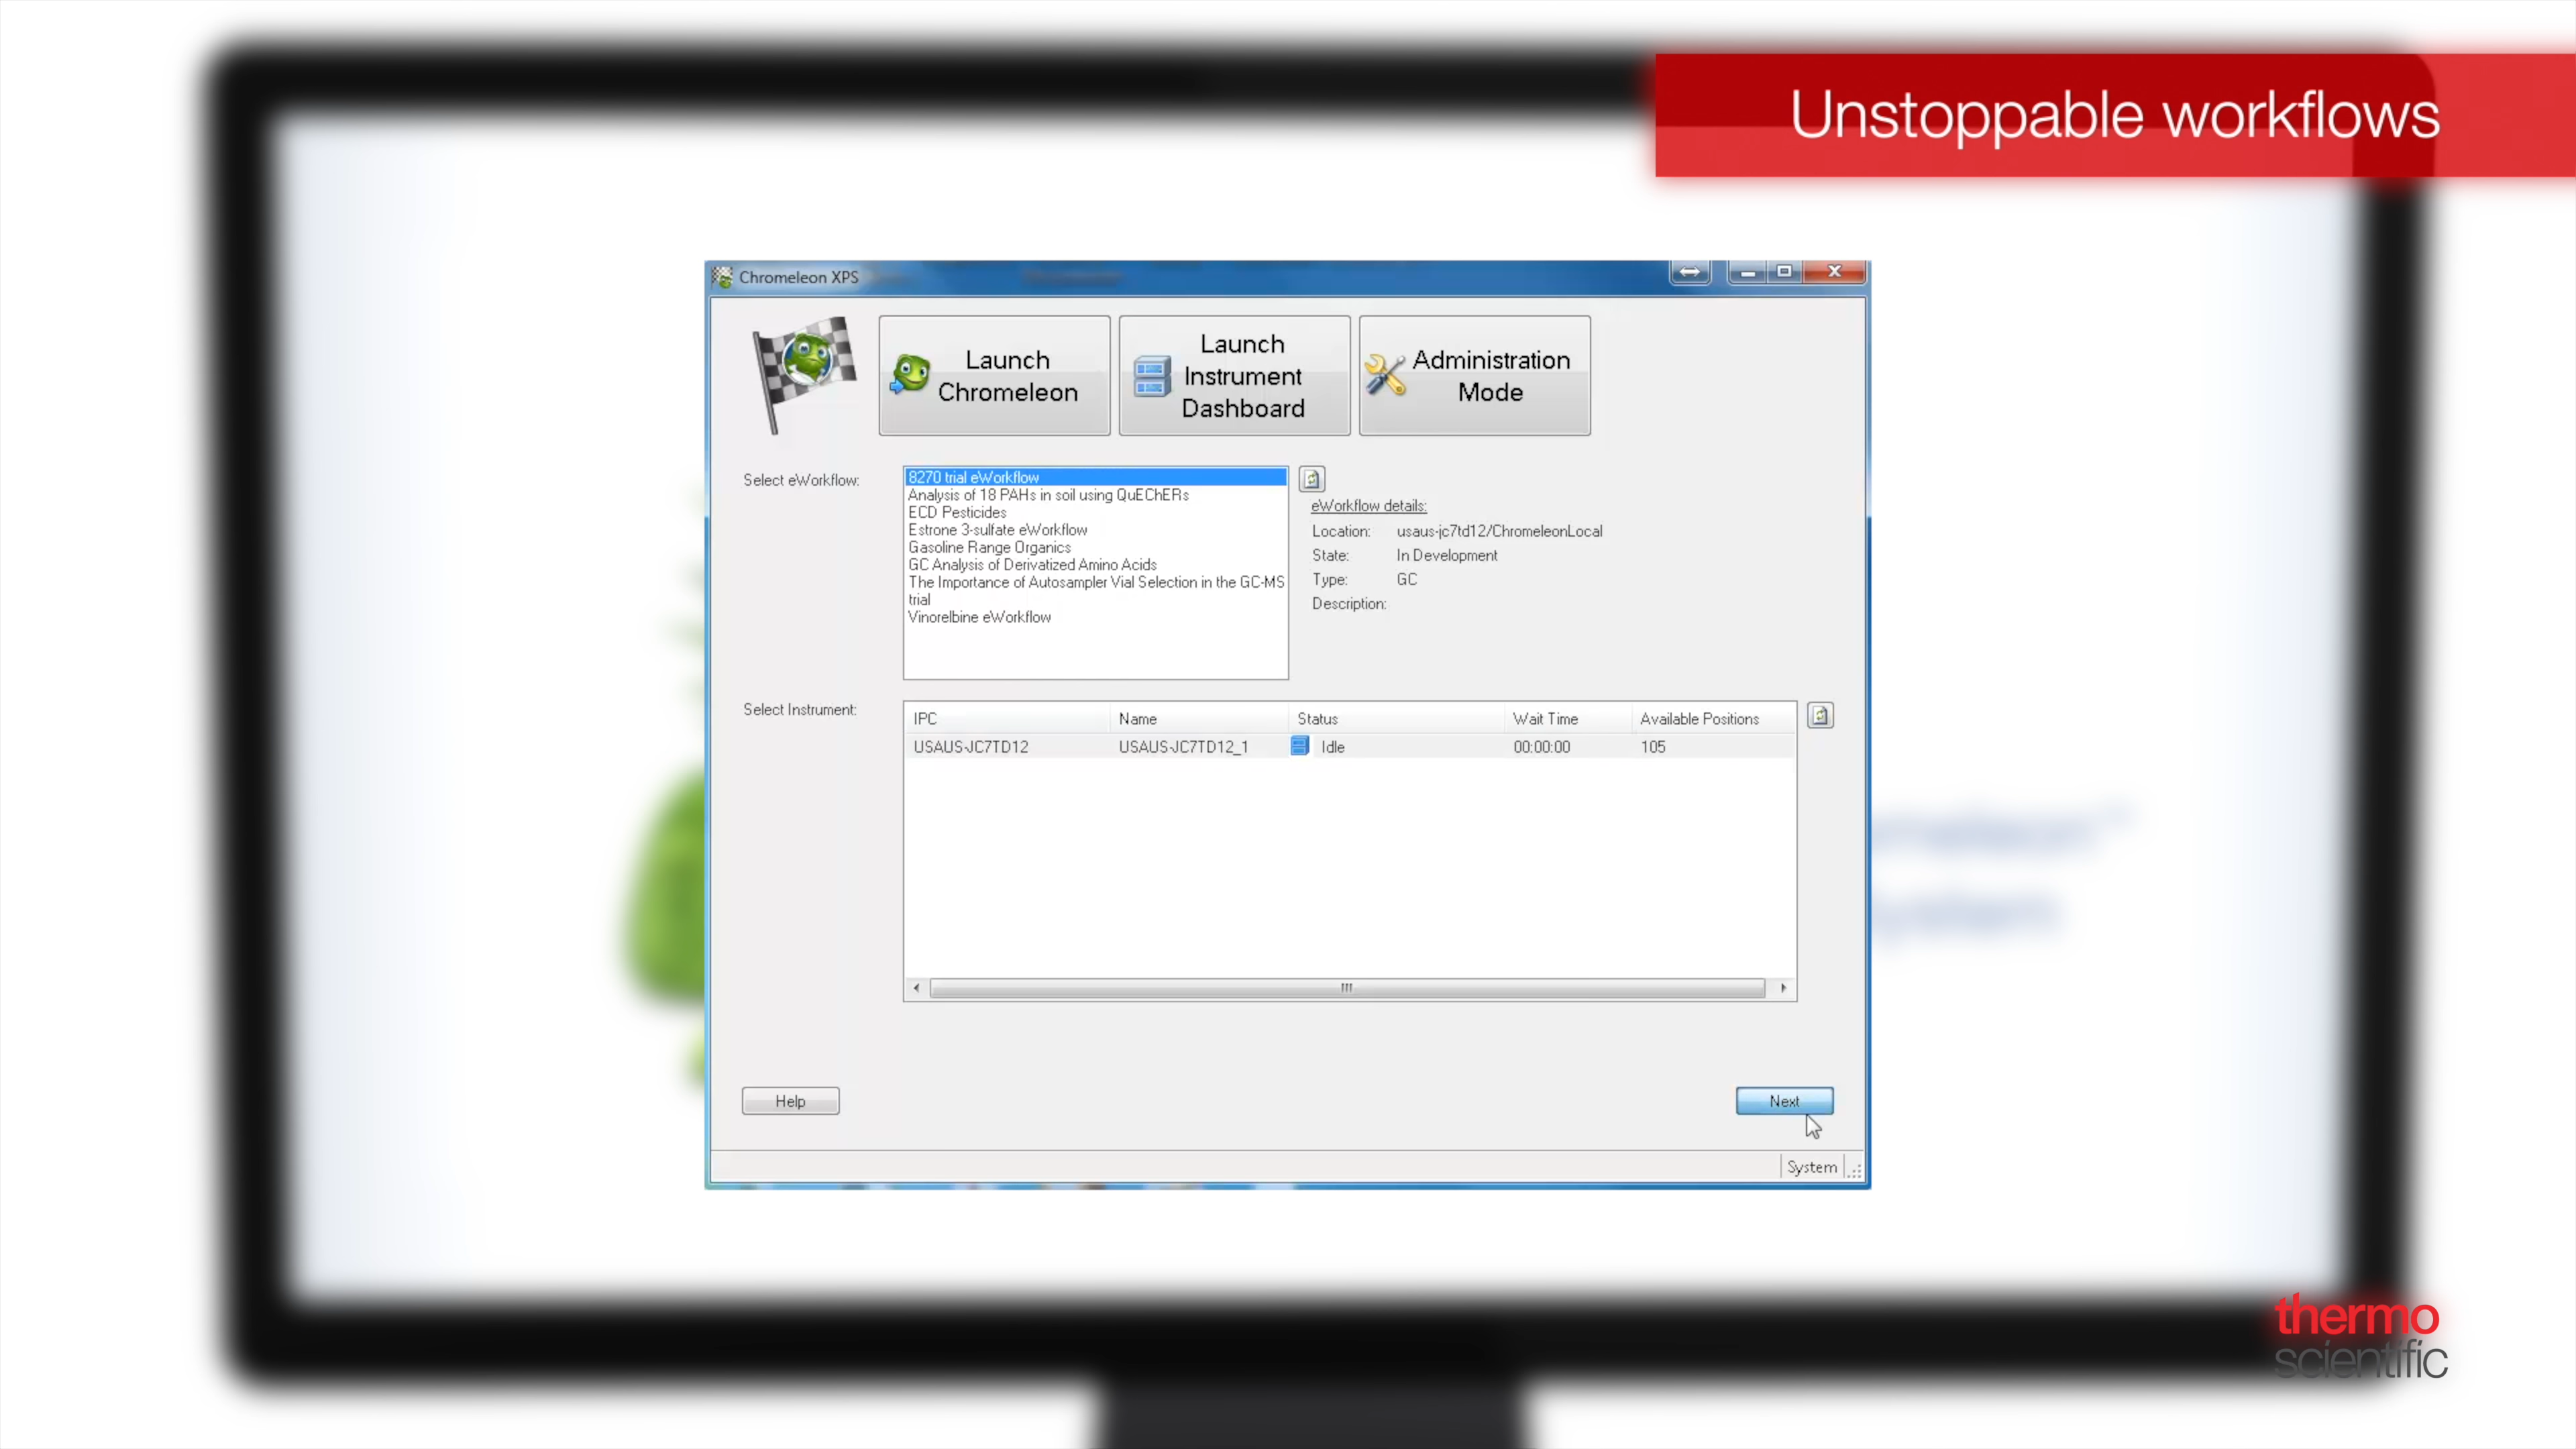 Unstoppable workflows
Chromeleon XPS
Launch
Chromeleon
Launch
Instrument
Dashboard
Administration
Mode
Select eWorkflow:
8270 trial eWorkflow
Analysis of 18 PAHs in soil using QuEChERs
ECD Pesticides
Estrone 3-sulfate eWorkflow
Gasoline Range Organics
GC Analysis of Derivatized Amino Acids
The Importance of Autosampler Vial Selection in the GC-MS
trial
Vinorelbine eWorkflow
eWorkflow details:
Location: usaus-jc7td12/ChromeleonLocal
State: In Development
Type: GC
Description:
Select Instrument:
IPC Name Status Wait Time Available Positions
USAUS-JC7TD12 USAUS-JC7TD12_1 Idle 00:00:00 105
Help
Next
System
omeleon™
ystem
thermo
scientific